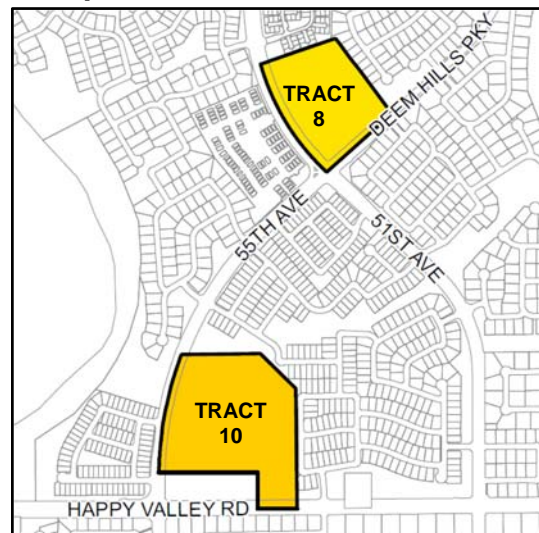 TRACT
8
DEEM HILLS PKY
55TH AVE
51ST AVE
TRACT
10
HAPPY VALLEY RD